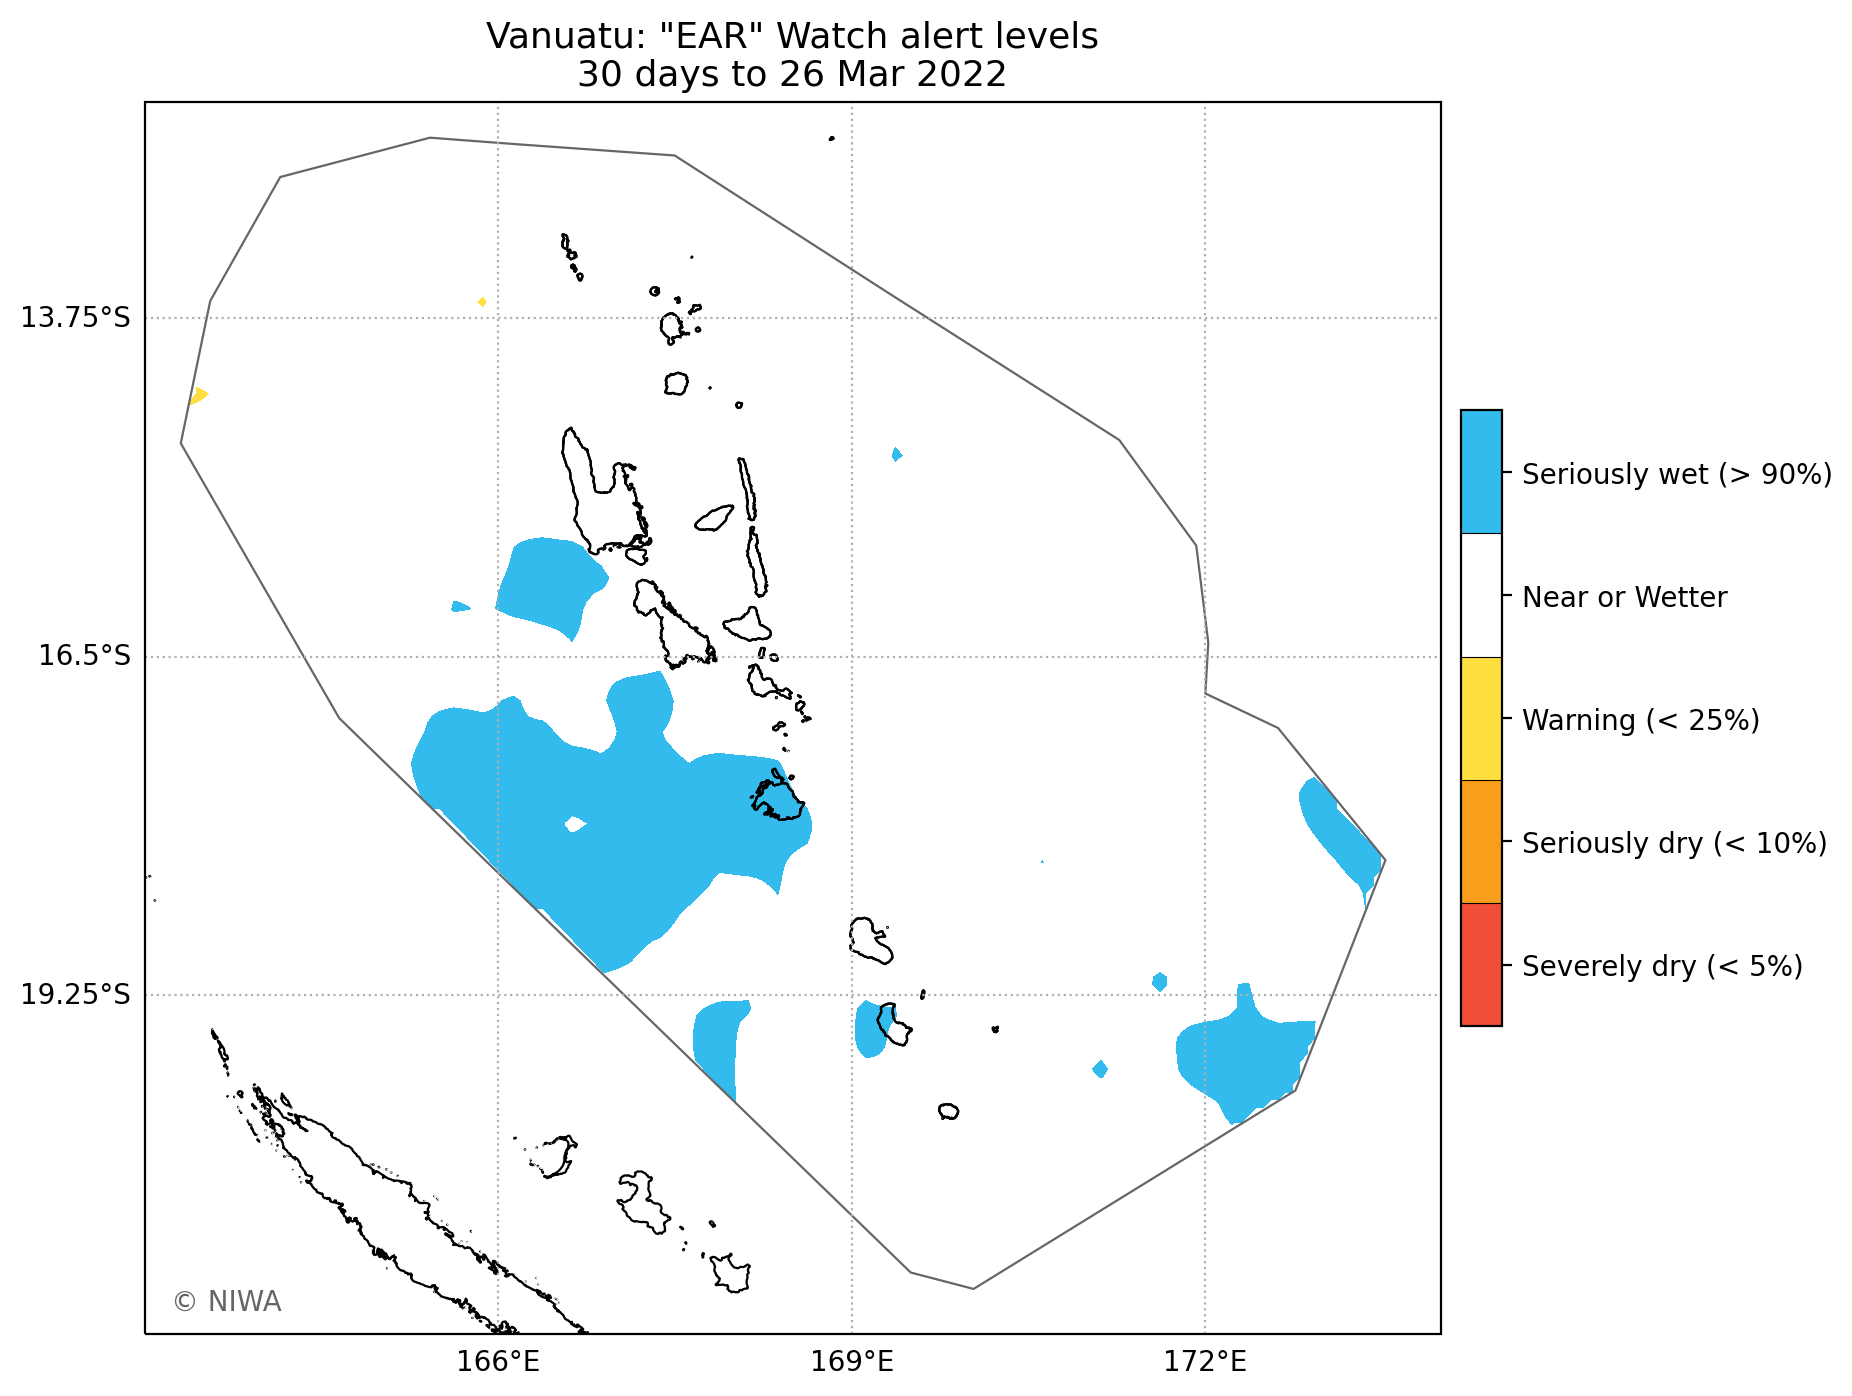 Vanuatu: "EAR" Watch alert levels
30 days to 26 Mar 2022
13.75°S
16.5°S
19.25°S
166°E
169°E
172°E
Seriously wet (> 90%)
Near or Wetter
Warning (< 25%)
Seriously dry (< 10%)
Severely dry (< 5%)
© NIWA